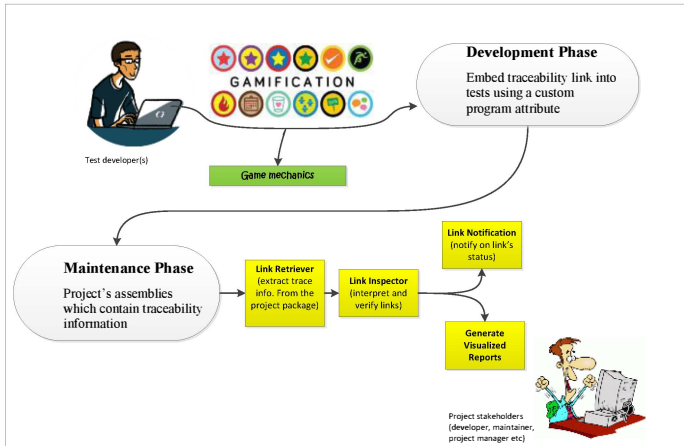 GAMIFICATION
Test developer(s)
Game mechanics
Development Phase
Embed traceability link into
tests using a custom
program attribute
Maintenance Phase
Project's assemblies
which contain traceability
information
Link Retriever
(extract trace
info. From the
project package)
Link Inspector
(interpret and
verify links)
Link Notification
(notify on link's
status)
Generate
Visualized
Reports
Project stakeholders
(developer, maintainer,
project manager etc)